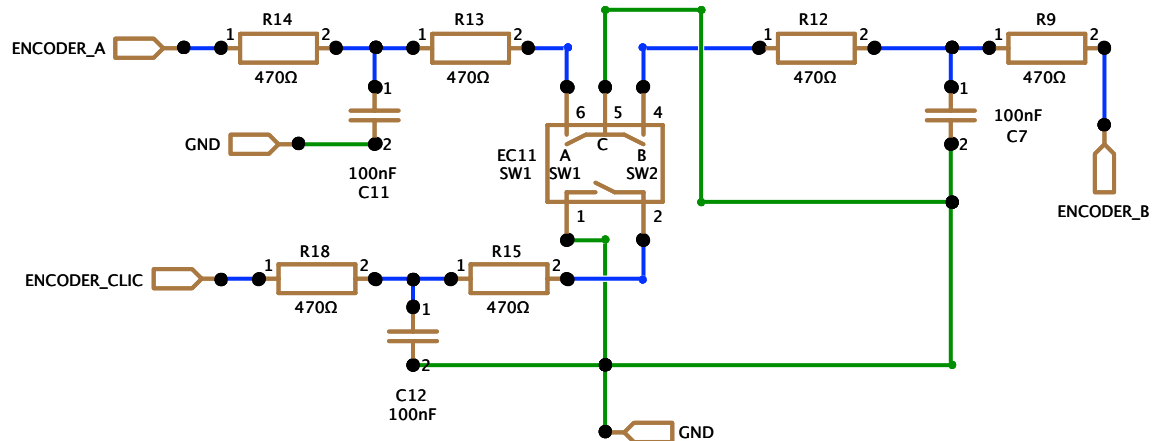 R14
R13
R12
R9
ENCODER_A
1
2
1
2
1
2
1
2
470Ω
470Ω
470Ω
470Ω
1
6
5
4
1
100nF
C7
GND
2
EC11
SW1
A
SW1
C
B
SW2
2
100nF
C11
1
2
ENCODER_B
R18
R15
ENCODER_CLIC
1
2
1
2
470Ω
470Ω
1
2
C12
100nF
GND